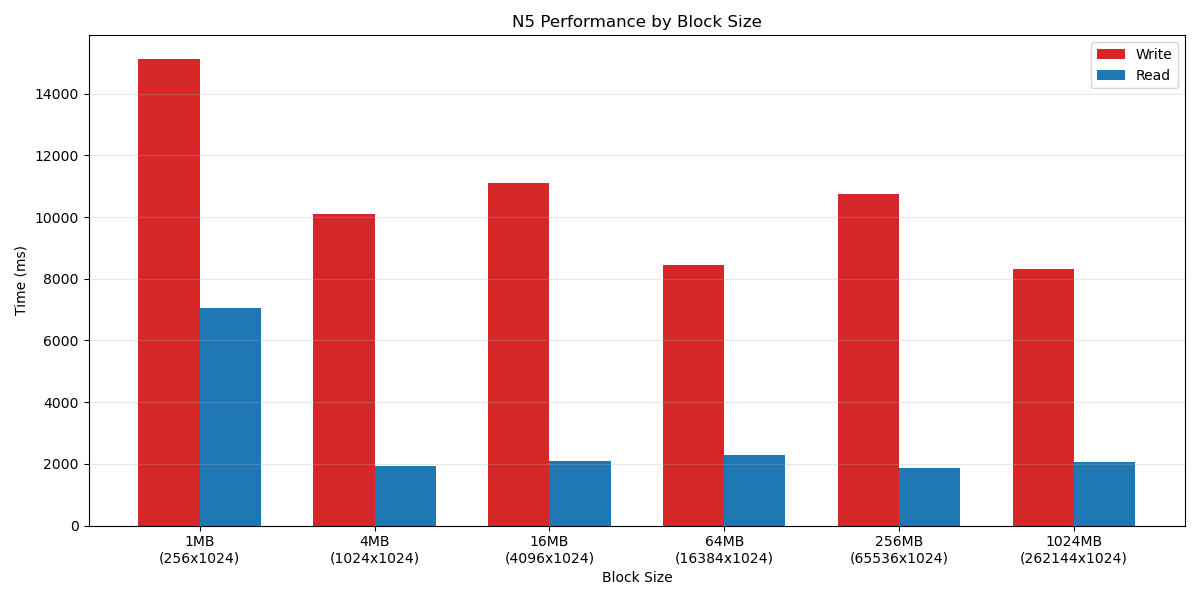 N5 Performance by Block Size
Write
Read
Time (ms)
14000
12000
10000
8000
6000
4000
2000
0
1MB
(256x1024)
4MB
(1024x1024)
16MB
(4096x1024)
64MB
(16384x1024)
256MB
(65536x1024)
1024MB
(262144x1024)
Block Size